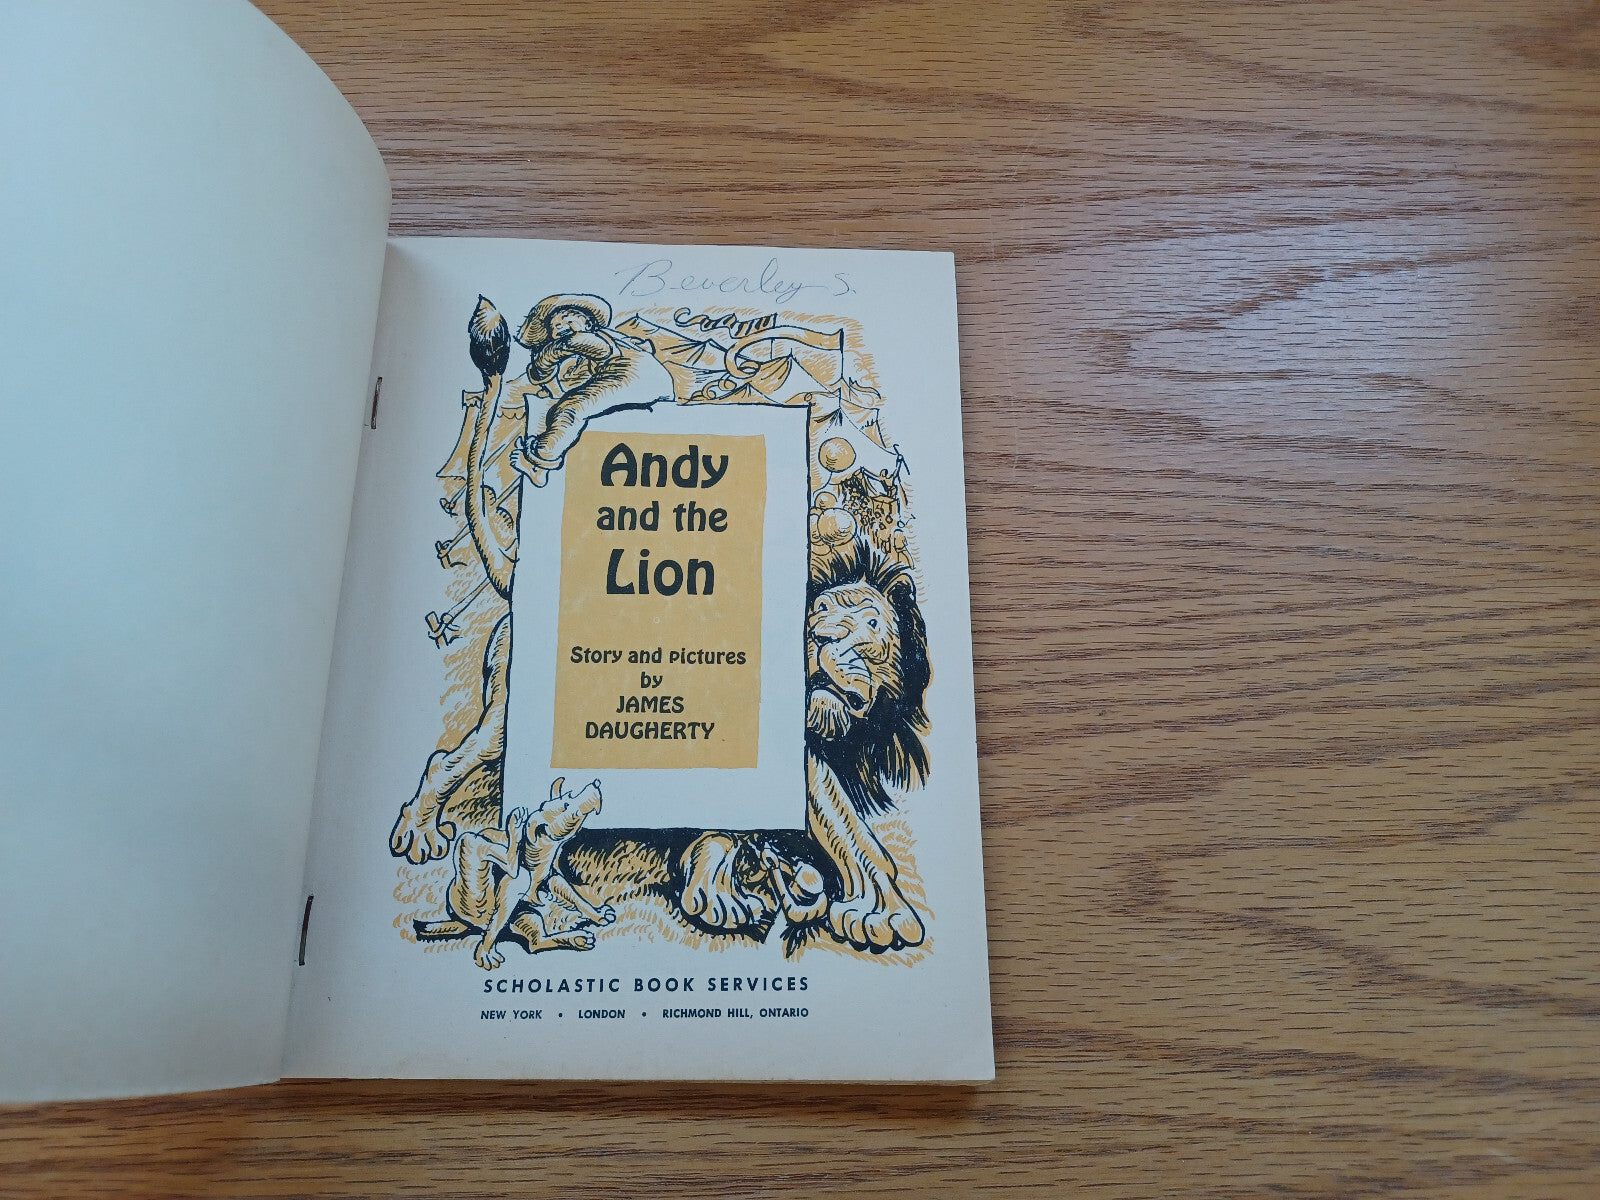 Beverley S.
Andy
and the
Lion
Story and pictures
by
JAMES
DAUGHERTY
SCHOLASTIC BOOK SERVICES
NEW YORK • LONDON • RICHMOND HILL, ONTARIO